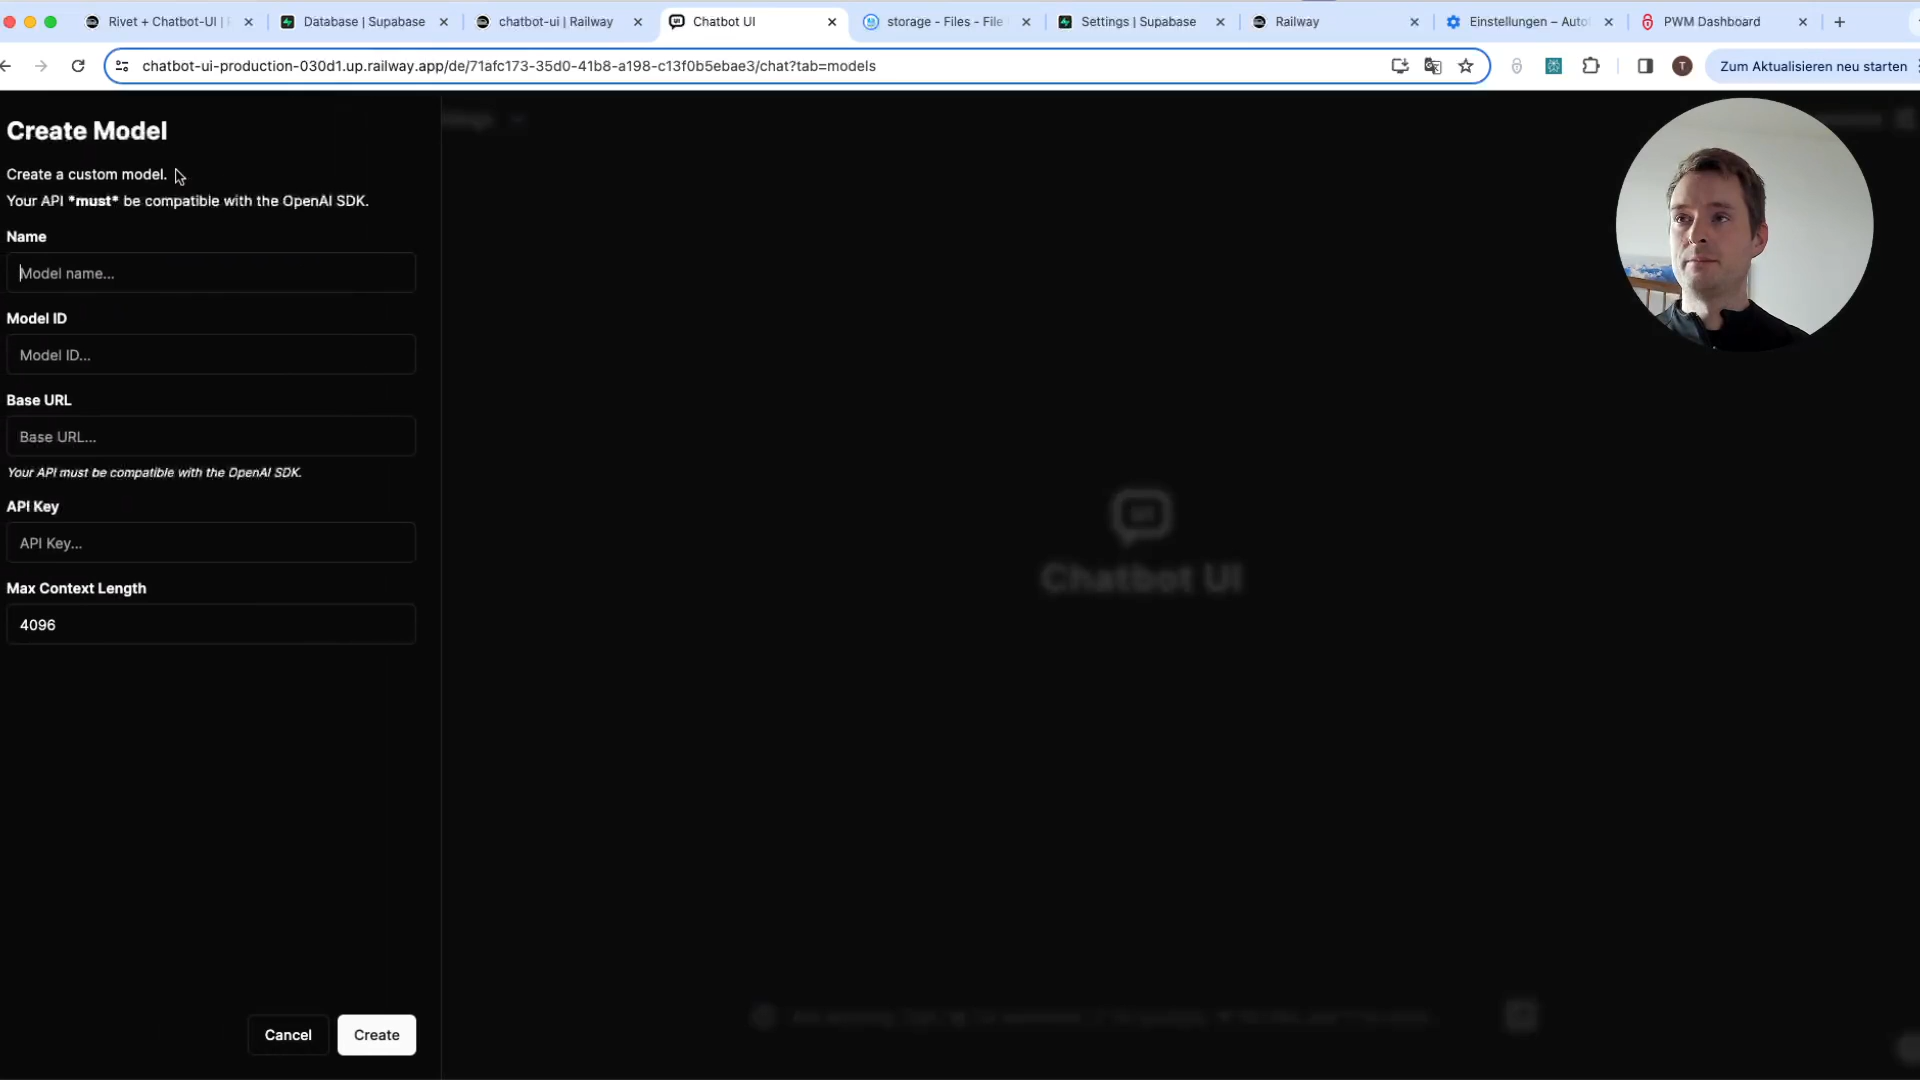 Rivet + Chatbot-UI |
Database | Supabase
chatbot-ui | Railway
Chatbot UI
storage - Files - File
Settings | Supabase
Railway
Einstellungen –
PWM Dashboard
chatbot-ui-production-030d1.up.railway.app/de/71afc173-35d0-41b8-a198-c13f0b5ebae3/chat?tab=models
T
Zum Aktualisieren neu starten
Create Model
Create a custom model.
Your API *must* be compatible with the OpenAI SDK.
Name
Model name...
Model ID
Model ID...
Base URL
Base URL...
Your API must be compatible with the OpenAI SDK.
API Key
API Key...
Max Context Length
4096
Chatbot UI
Cancel
Create